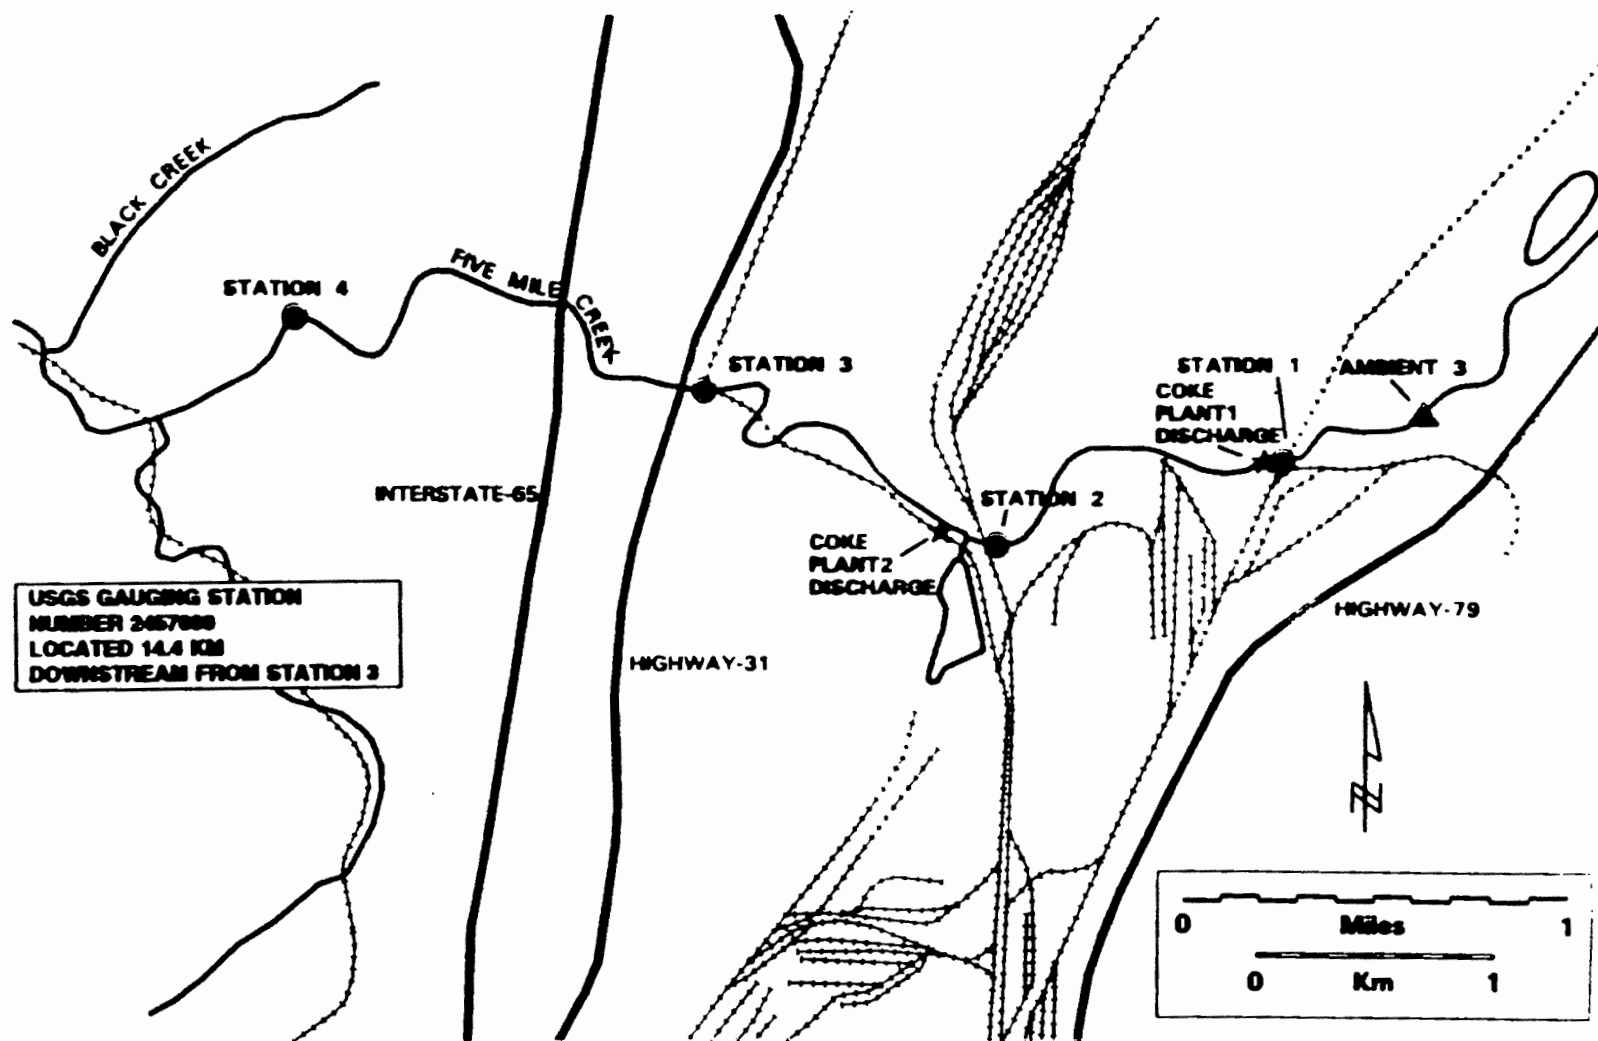 BLACK CREEK
STATION 4
FIVE MILE CREEK
STATION 3
STATION 1
AMBIENT 3
COKE
PLANT1
DISCHARGE
INTERSTATE-65
STATION 2
COKE
PLANT2
DISCHARGE
USGS GAUGING STATION
NUMBER
LOCATED 14.4 KM
DOWNSTREAM FROM STATION 3
HIGHWAY-79
HIGHWAY-31
0 Miles 1
0 Km 1